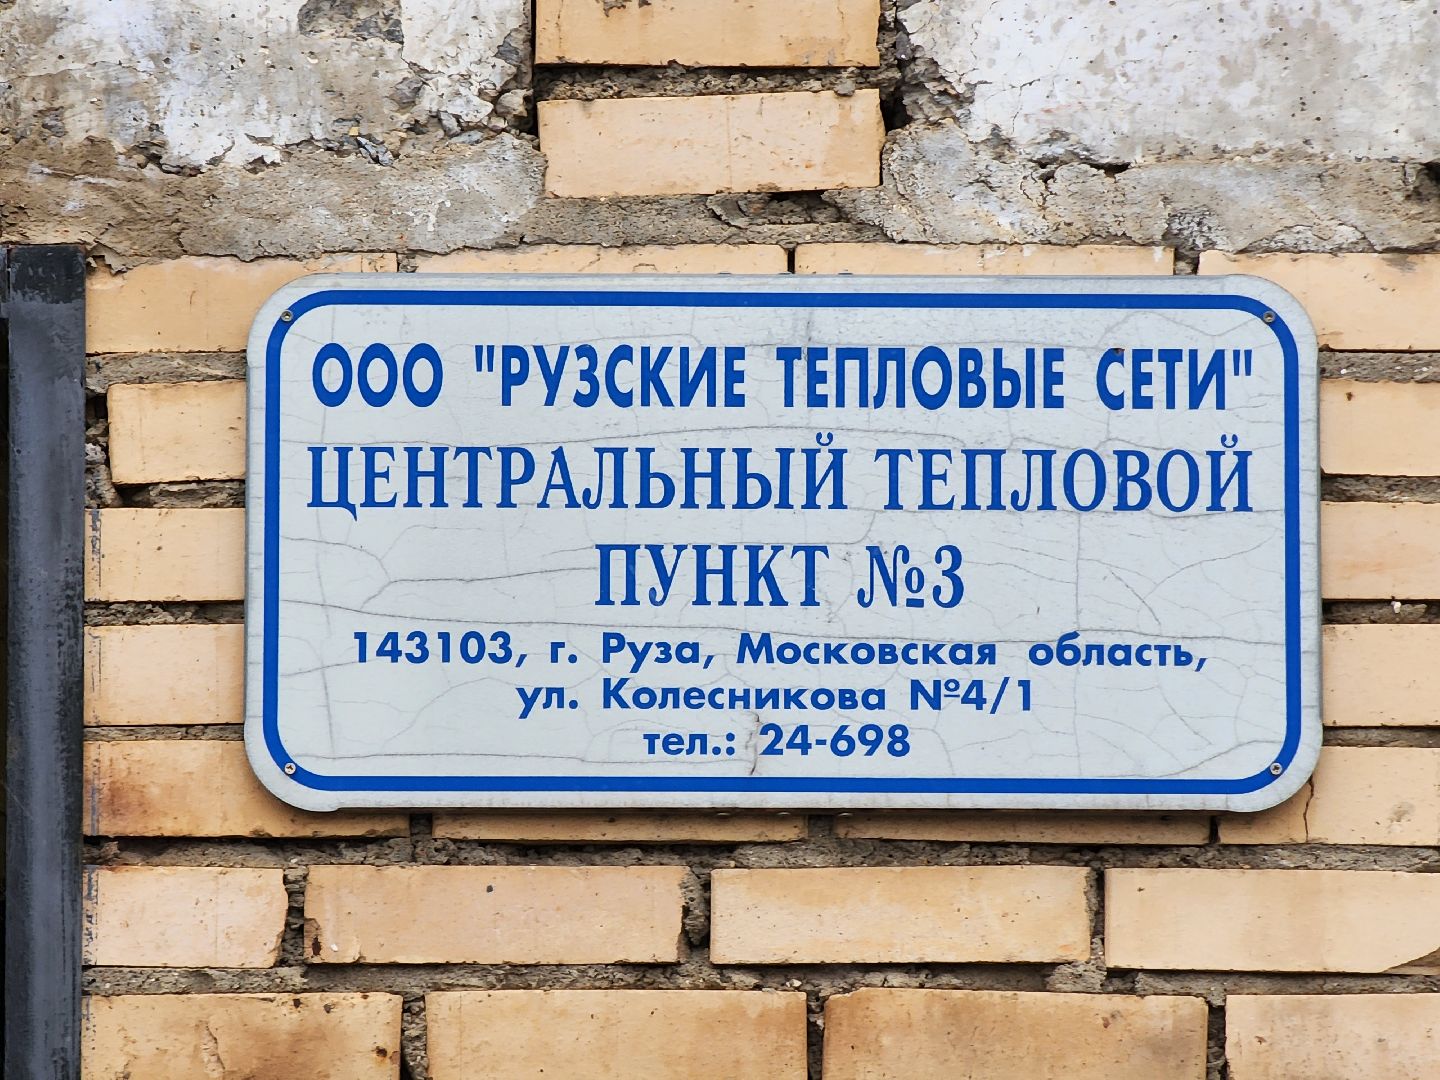 ООО "РУЗСКИЕ ТЕПЛОВЫЕ СЕТИ"
ЦЕНТРАЛЬНЫЙ ТЕПЛОВОЙ
ПУНКТ №3
143103, г. Руза, Московская область,
ул. Колесникова №4/1
тел.: 24-698